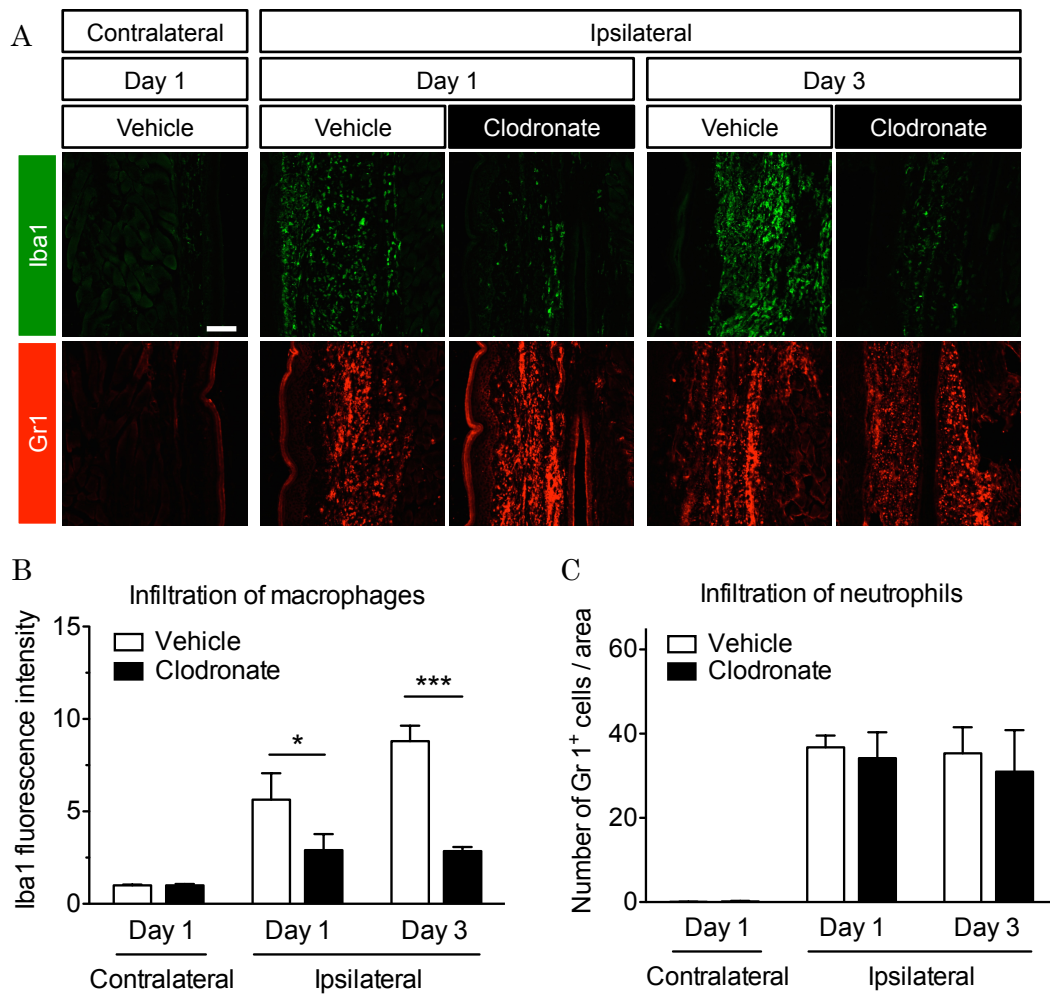 A
Contralateral
Ipsilateral
Day 1
Day 1
Day 3
Vehicle
Vehicle
Clodronate
Vehicle
Clodronate
Iba1
Gr1
B
Infiltration of macrophages
Iba1 fluorescence intensity
15
10
5
0
Vehicle
Clodronate
*
***
Day 1
Day 1
Day 3
Contralateral
Ipsilateral
C
Infiltration of neutrophils
Number of Gr 1⁺ cells / area
60
40
20
0
Vehicle
Clodronate
Day 1
Day 1
Day 3
Contralateral
Ipsilateral